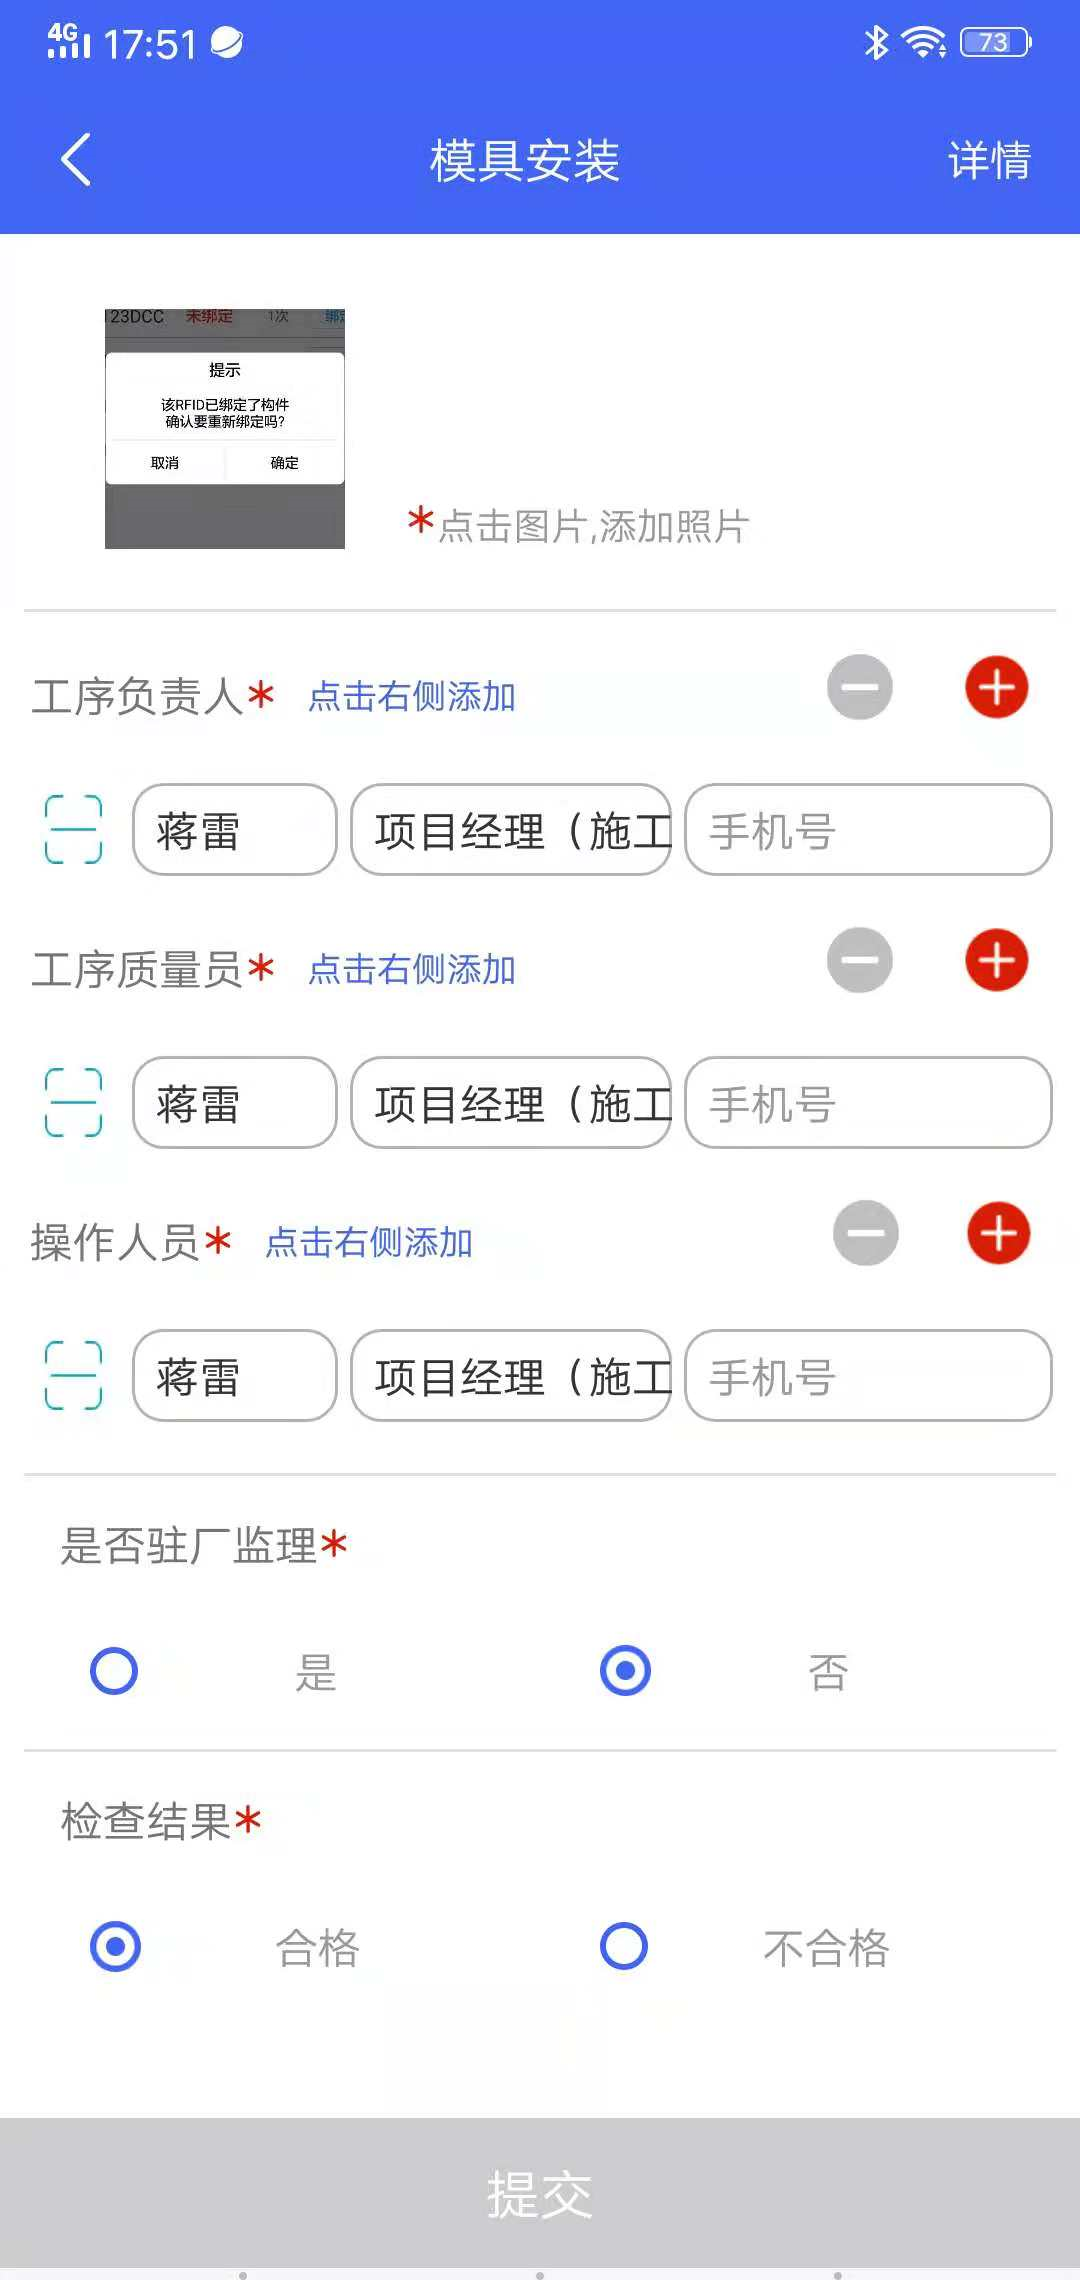 4G 17:51 73
模具安装 详情
123DCC 未绑定 1次
提示
该RFID已绑定了构件
确认要重新绑定吗?
取消 确定
*点击图片,添加照片
工序负责人* 点击右侧添加
蒋雷 项目经理（施工 手机号
工序质量员* 点击右侧添加
蒋雷 项目经理（施工 手机号
操作人员* 点击右侧添加
蒋雷 项目经理（施工 手机号
是否驻厂监理*
是 否
检查结果*
合格 不合格
提交